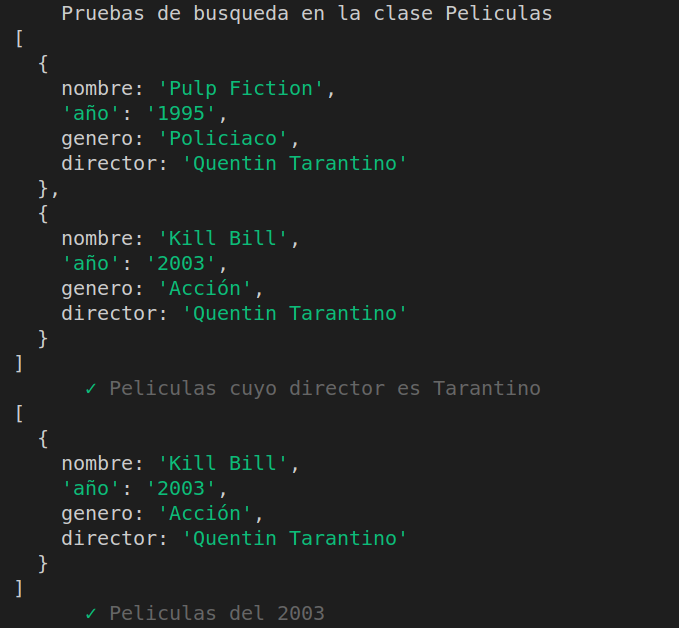 Pruebas de busqueda en la clase Peliculas
[
{
nombre: 'Pulp Fiction',
'año': '1995',
genero: 'Policiaco',
director: 'Quentin Tarantino'
},
{
nombre: 'Kill Bill',
'año': '2003',
genero: 'Acción',
director: 'Quentin Tarantino'
}
]
✓ Peliculas cuyo director es Tarantino
[
{
nombre: 'Kill Bill',
'año': '2003',
genero: 'Acción',
director: 'Quentin Tarantino'
}
]
✓ Peliculas del 2003